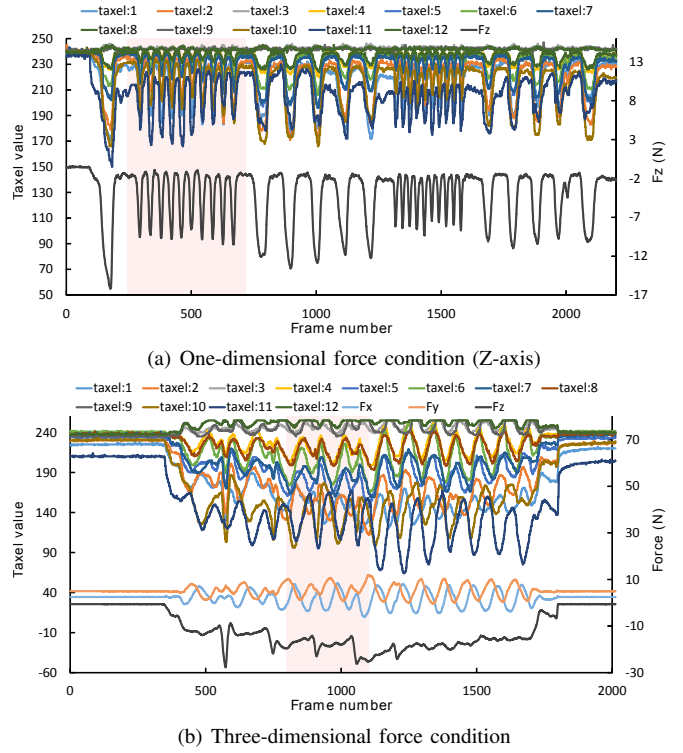 taxel:1 taxel:2 taxel:3 taxel:4 taxel:5 taxel:6 taxel:7
taxel:8 taxel:9 taxel:10 taxel:11 taxel:12 Fz
250
230
210
190
170
150
130
110
90
70
50
Taxel value
13
8
3
-2
-7
-12
-17
Fz (N)
0 500 1000 1500 2000
Frame number
(a) One-dimensional force condition (Z-axis)
taxel:1 taxel:2 taxel:3 taxel:4 taxel:5 taxel:6 taxel:7 taxel:8
taxel:9 taxel:10 taxel:11 taxel:12 Fx Fy Fz
240
190
140
90
40
-10
-60
Taxel value
70
50
30
10
-10
-30
Force (N)
0 500 1000 1500 2000
Frame number
(b) Three-dimensional force condition